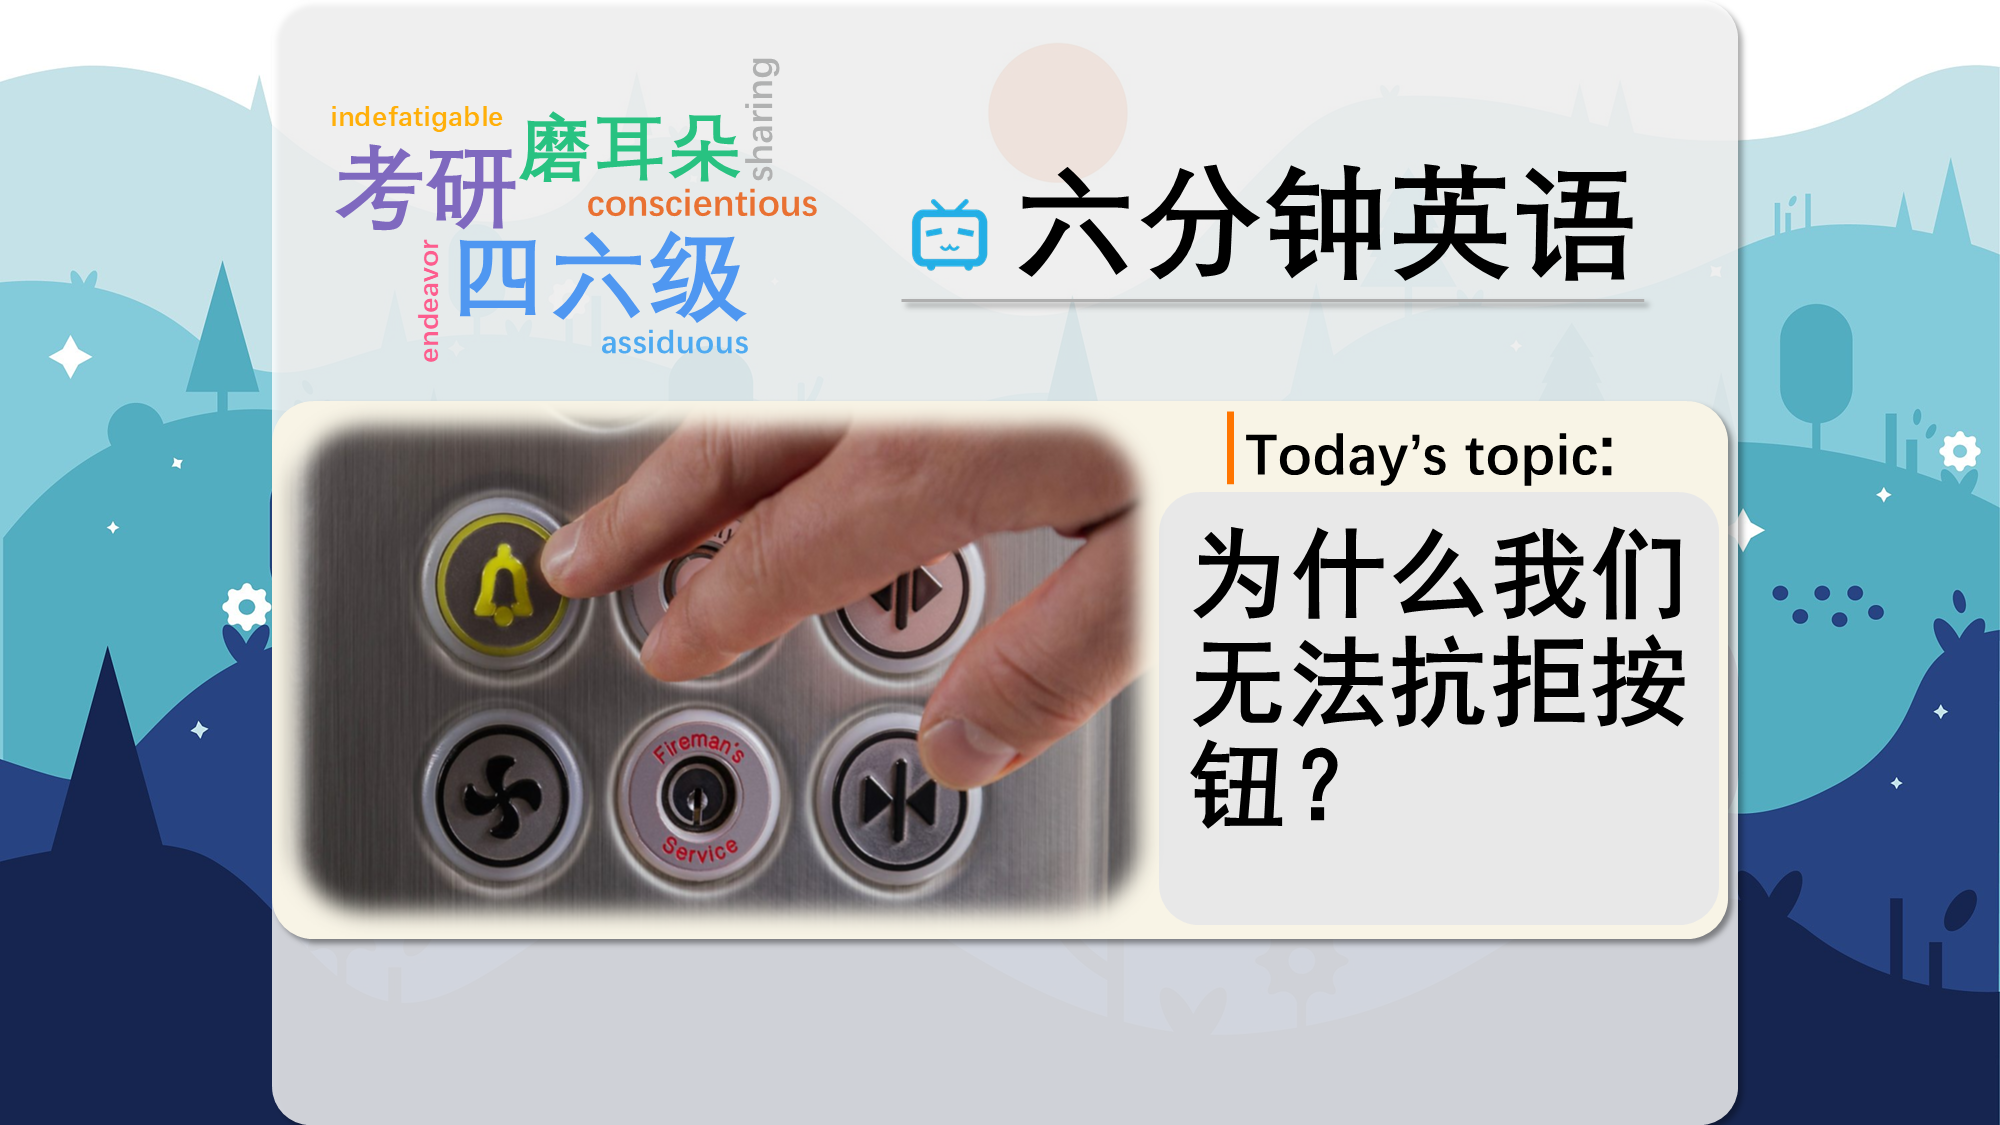 indefatigable
磨耳朵
sharing
考研
conscientious
endeavor
四六级
assiduous
六分钟英语
Today's topic:
为什么我们
无法抗拒按
钮？
Fireman's
Service